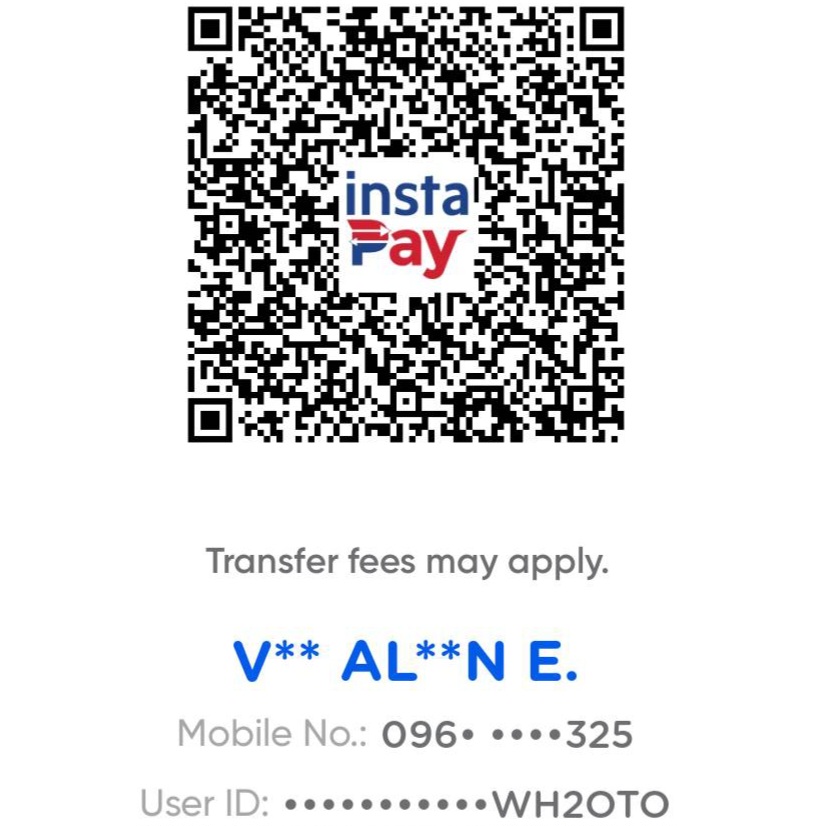 insta
Pay
Transfer fees may apply.
V** AL**N E.
Mobile No.: 096• ••••325
User ID: •••••••••••WH2OTO